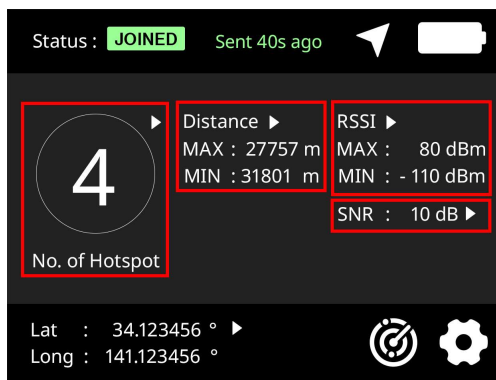 Status : JOINED Sent 40s ago
4
No. of Hotspot
Distance
MAX : 27757 m
MIN : 31801 m
RSSI
MAX : 80 dBm
MIN : - 110 dBm
SNR : 10 dB
Lat : 34.123456 °
Long : 141.123456 °